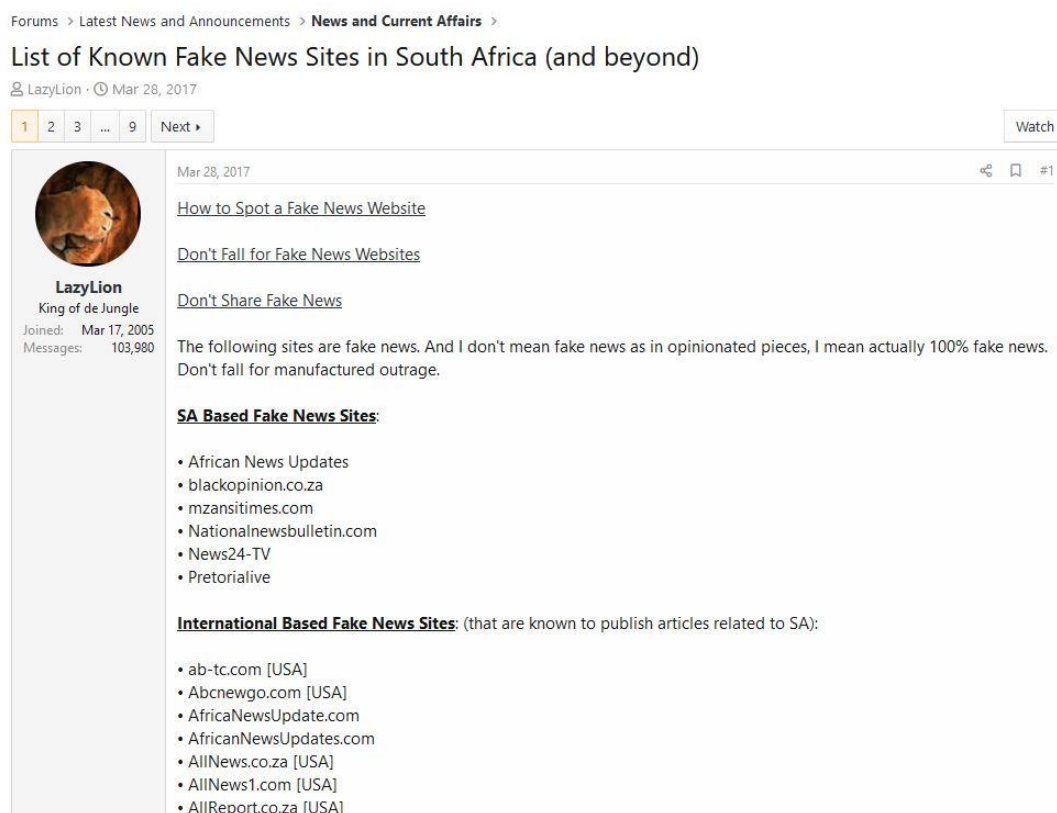 Forums > Latest News and Announcements > News and Current Affairs >
List of Known Fake News Sites in South Africa (and beyond)
LazyLion · Mar 28, 2017
1 2 3 ... 9 Next Watch
Mar 28, 2017 #1
How to Spot a Fake News Website
Don't Fall for Fake News Websites
LazyLion
King of de Jungle
Joined: Mar 17, 2005
Messages: 103,980
Don't Share Fake News
The following sites are fake news. And I don't mean fake news as in opinionated pieces, I mean actually 100% fake news.
Don't fall for manufactured outrage.
SA Based Fake News Sites:
• African News Updates
• blackopinion.co.za
• mzansitimes.com
• Nationalnewsbulletin.com
• News24-TV
• Pretorialive
International Based Fake News Sites: (that are known to publish articles related to SA):
• ab-tc.com [USA]
• Abcnewgo.com [USA]
• AfricaNewsUpdate.com
• AfricanNewsUpdates.com
• AllNews.co.za [USA]
• AllNews1.com [USA]
• AllReport.co.za [USA]